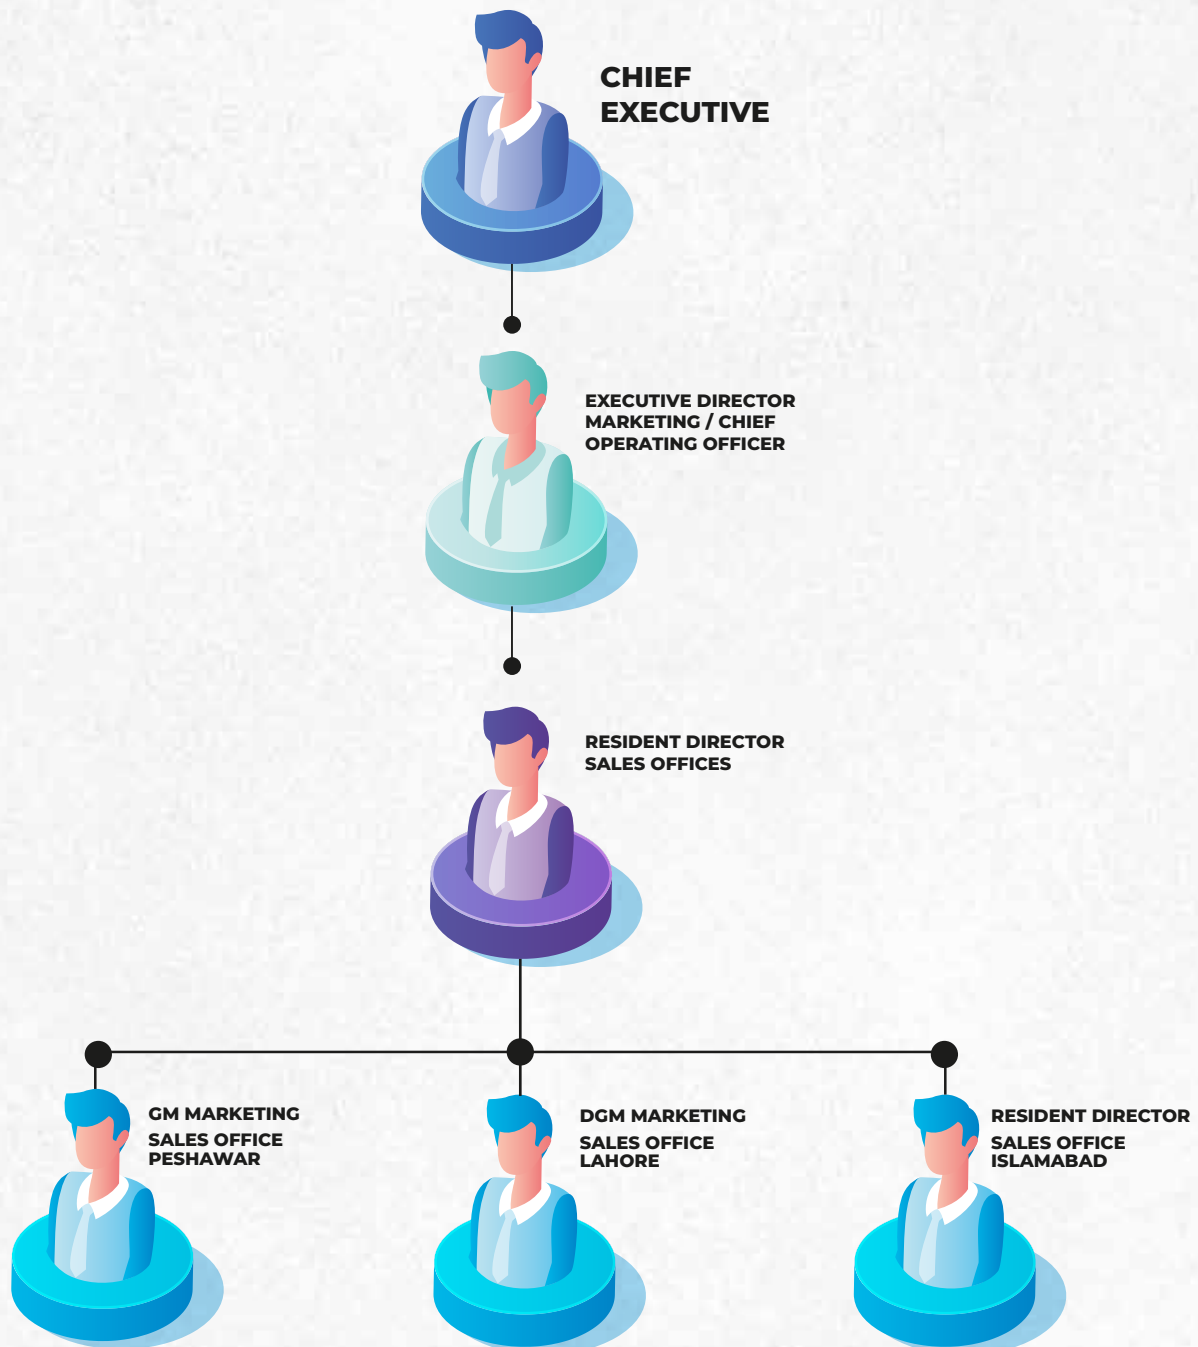 CHIEF
EXECUTIVE
EXECUTIVE DIRECTOR
MARKETING / CHIEF
OPERATING OFFICER
RESIDENT DIRECTOR
SALES OFFICES
GM MARKETING
SALES OFFICE
PESHAWAR
DGM MARKETING
SALES OFFICE
LAHORE
RESIDENT DIRECTOR
SALES OFFICE
ISLAMABAD